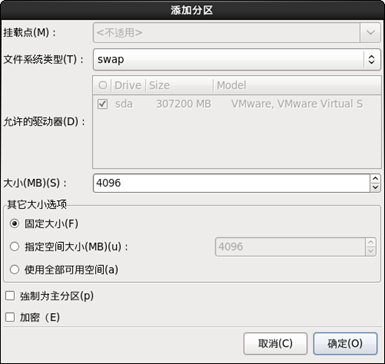 添加分区
挂载点(M)： <不适用>
文件系统类型(T)： swap
Drive Size Model
sda 307200 MB VMware, VMware Virtual S
允许的驱动器(D)：
大小(MB)(S)： 4096
其它大小选项
固定大小(F)
指定空间大小(MB)(u)： 4096
使用全部可用空间(a)
強制为主分区(p)
加密（E)
取消(C) 确定(O)